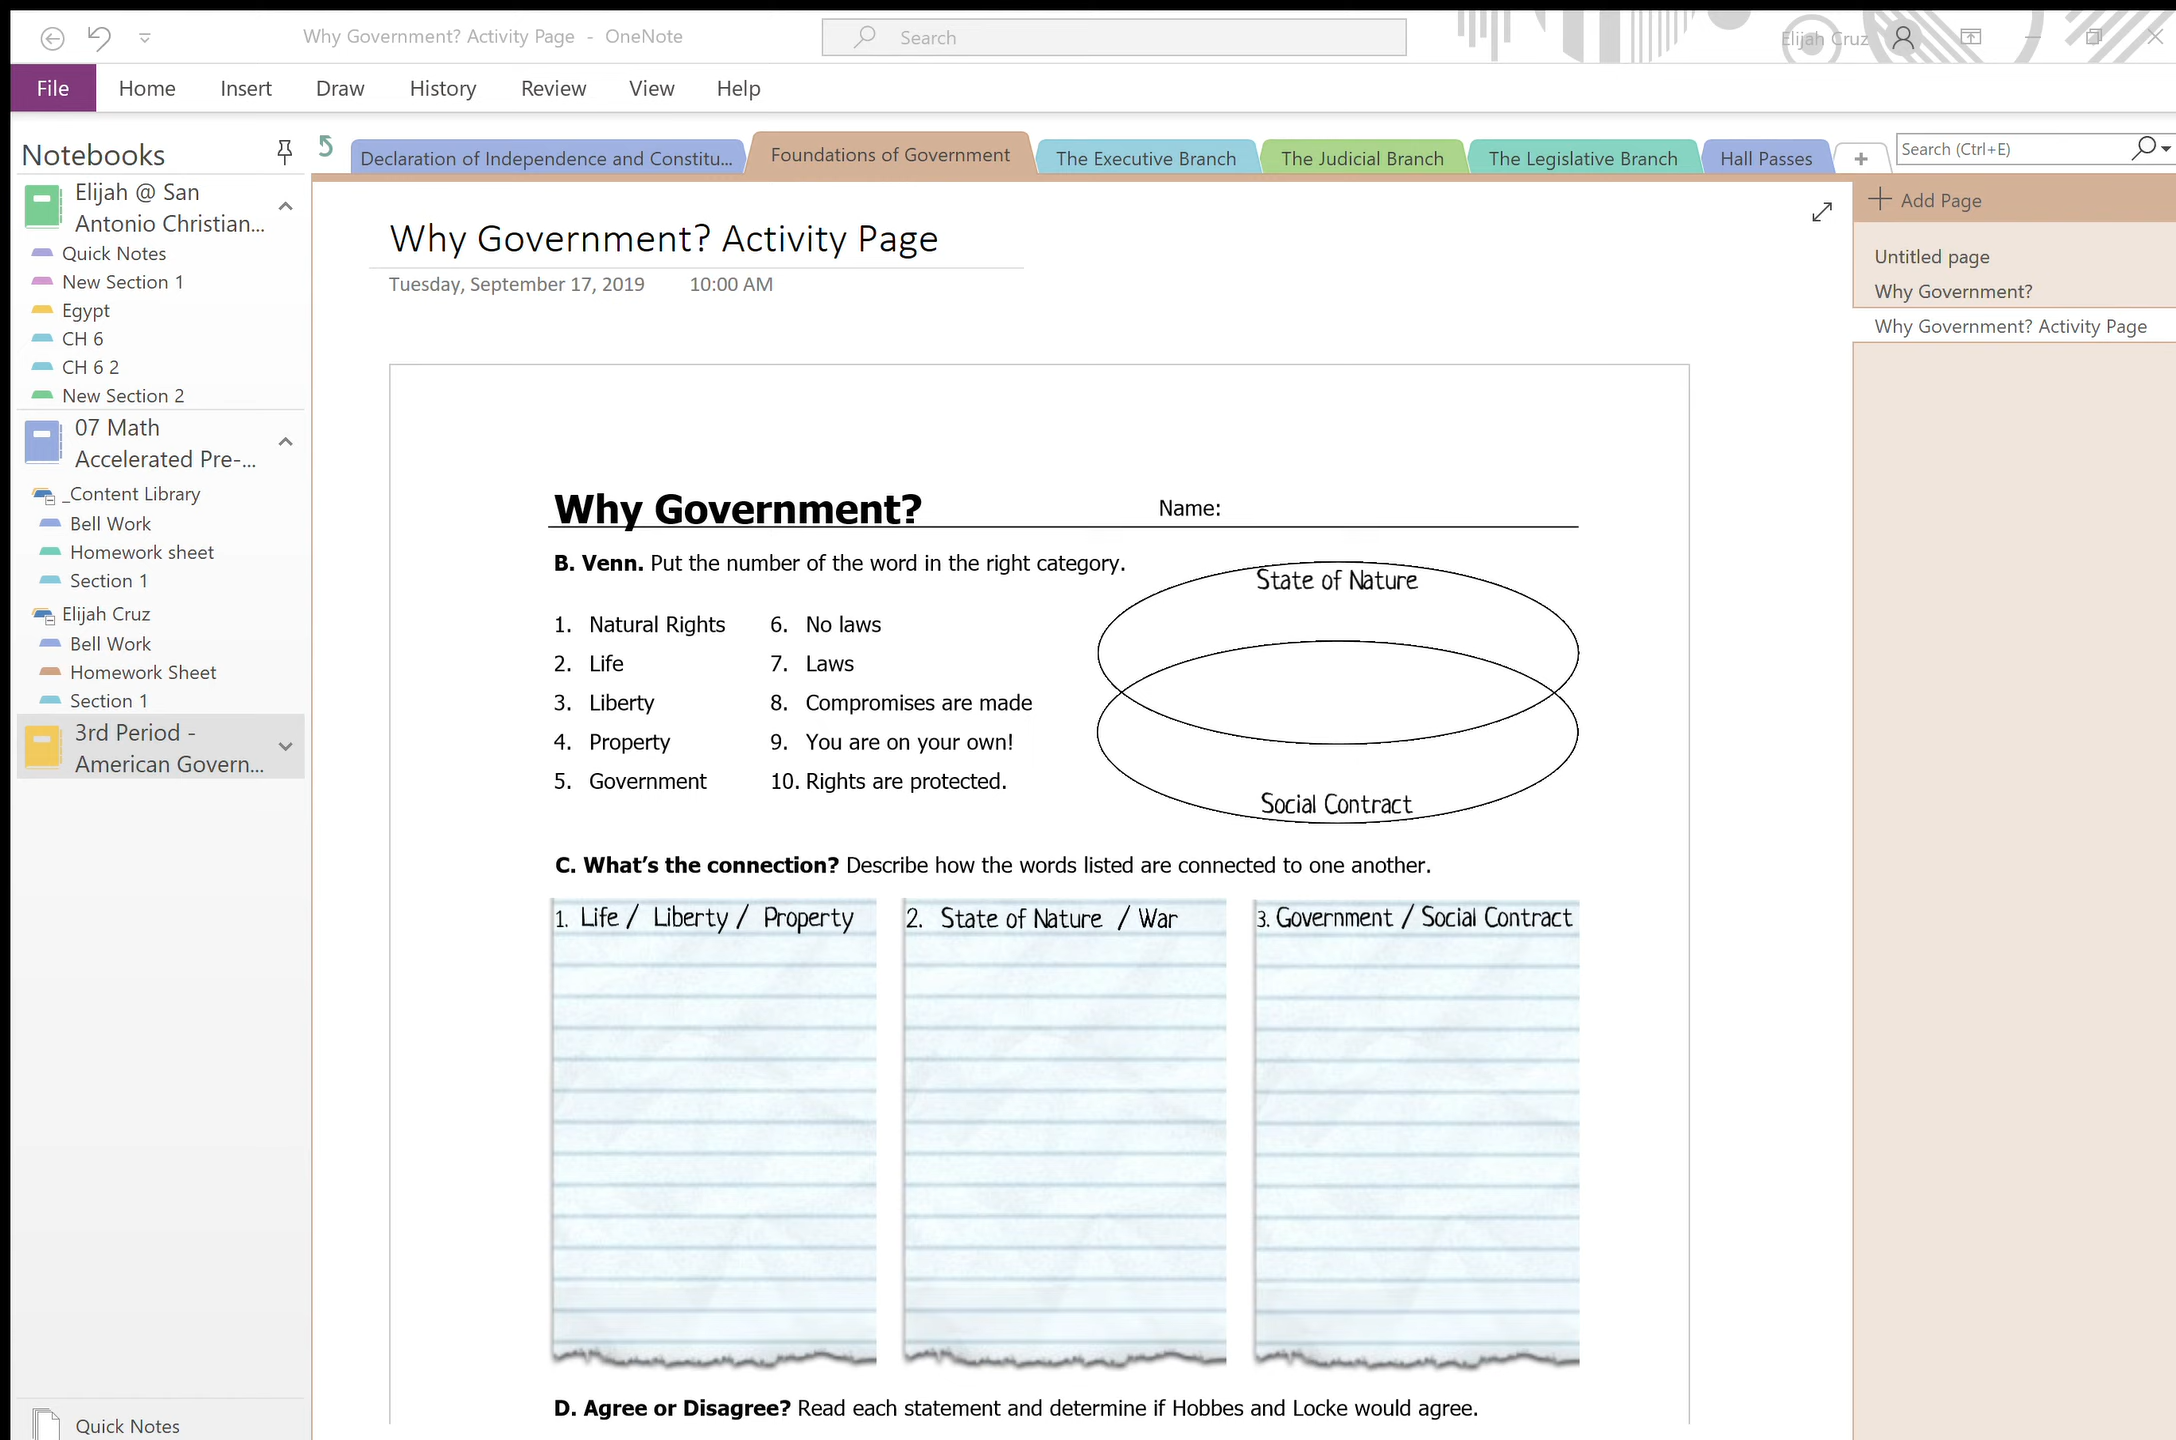 Why Government? Activity Page - OneNote
Search
Elijah Cruz
File Home Insert Draw History Review View Help
Notebooks
Declaration of Independence and Constitu...
Foundations of Government
The Executive Branch
The Judicial Branch
The Legislative Branch
Hall Passes
Search (Ctrl+E)
Elijah @ San
Antonio Christian...
Quick Notes
New Section 1
Egypt
CH 6
CH 6 2
New Section 2
07 Math
Accelerated Pre-...
_Content Library
Bell Work
Homework sheet
Section 1
Elijah Cruz
Bell Work
Homework Sheet
Section 1
3rd Period -
American Govern...
Quick Notes
Why Government? Activity Page
Tuesday, September 17, 2019 10:00 AM
Why Government? Name:
B. Venn. Put the number of the word in the right category.
1. Natural Rights
2. Life
3. Liberty
4. Property
5. Government
6. No laws
7. Laws
8. Compromises are made
9. You are on your own!
10. Rights are protected.
State of Nature
Social Contract
C. What's the connection? Describe how the words listed are connected to one another.
1. Life / Liberty / Property
2. State of Nature / War
3. Government / Social Contract
D. Agree or Disagree? Read each statement and determine if Hobbes and Locke would agree.
Add Page
Untitled page
Why Government?
Why Government? Activity Page